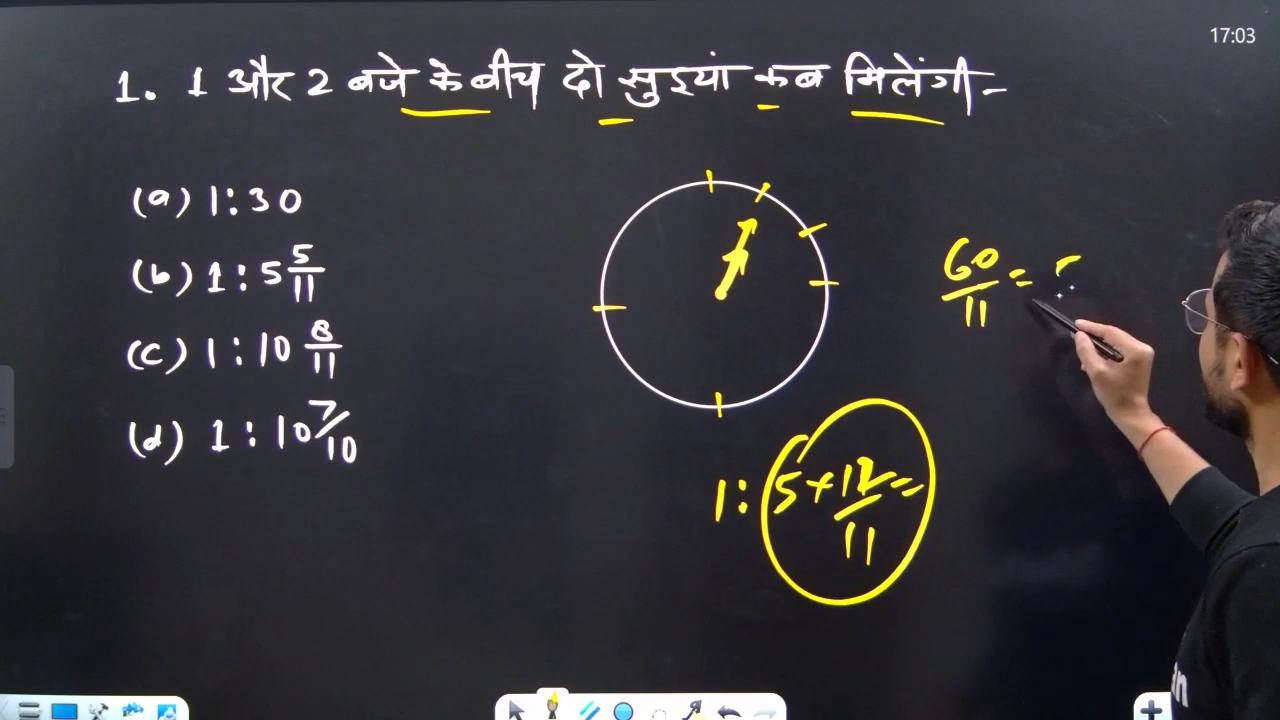 17:03
1. 1 और 2 बजे के बीच दो सुइयां कब मिलेंगी-
(a) 1:30
(b) 1:5 5/11
(c) 1:10 8/11
(d) 1:10 7/10
60/11 =
1: 5 × 12/11 =